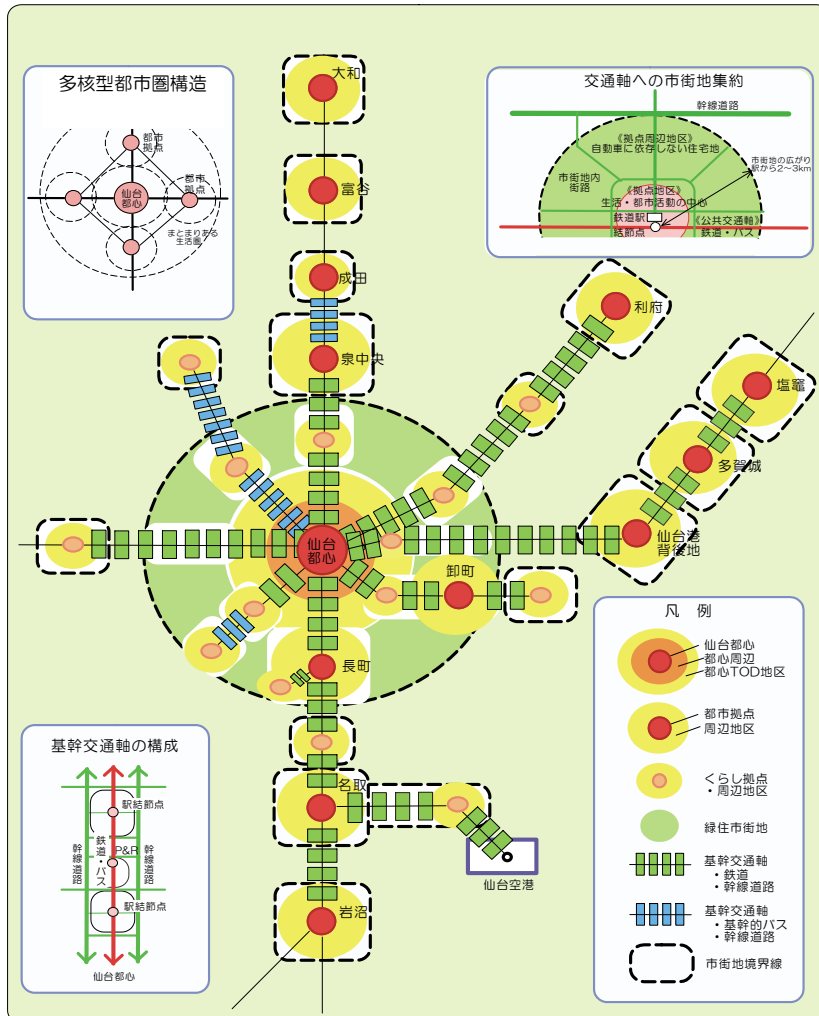 多核型都市圏構造
都市
拠点
都市
拠点
仙台
都心
まとまりある
生活圏
交通軸への市街地集約
幹線道路
《拠点周辺地区》
自動車に依存しない住宅地
市街地の広がり
駅から2〜3km
市街地内
街路
《拠点地区》
生活・都市活動の中心
鉄道駅
結節点
《公共交通軸》
鉄道・バス
大和
富谷
成田
泉中央
利府
塩竈
多賀城
仙台港
背後地
仙台
都心
卸町
長町
名取
岩沼
仙台空港
基幹交通軸の構成
駅結節点
幹線道路
鉄道・バス
P&R
幹線道路
駅結節点
仙台都心
凡 例
仙台都心
都心周辺
都心TOD地区
都市拠点
周辺地区
くらし拠点
・周辺地区
緑住市街地
基幹交通軸
・鉄道
・幹線道路
基幹交通軸
・基幹的バス
・幹線道路
市街地境界線